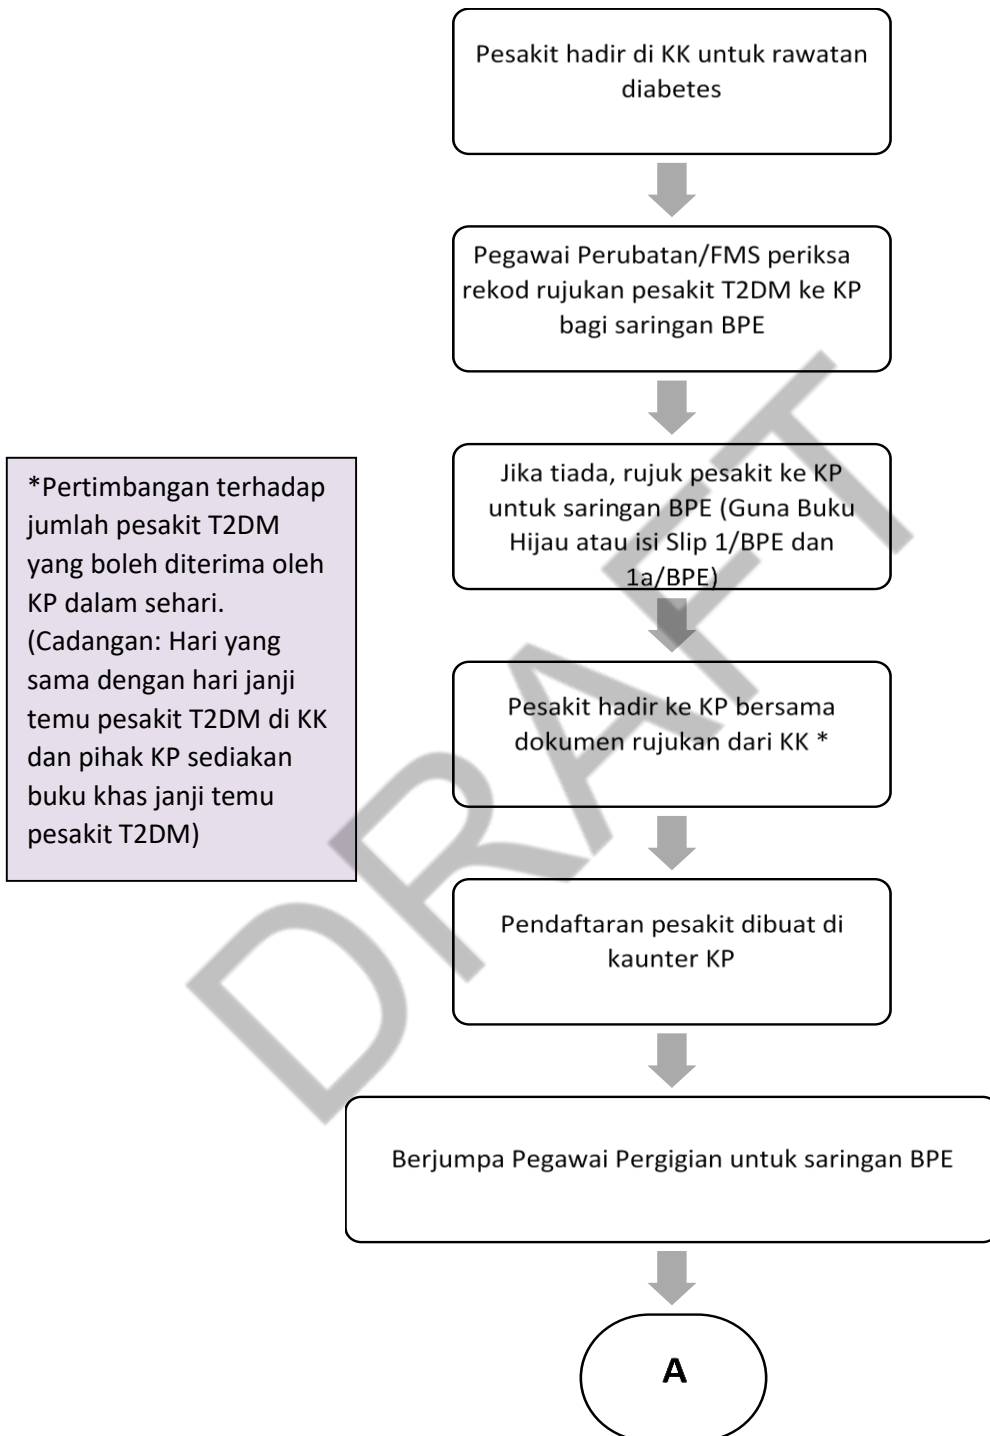 Pesakit hadir di KK untuk rawatan
diabetes
Pegawai Perubatan/FMS periksa
rekod rujukan pesakit T2DM ke KP
bagi saringan BPE
Jika tiada, rujuk pesakit ke KP
untuk saringan BPE (Guna Buku
Hijau atau isi Slip 1/BPE dan
1a/BPE)
*Pertimbangan terhadap
jumlah pesakit T2DM
yang boleh diterima oleh
KP dalam sehari.
(Cadangan: Hari yang
sama dengan hari janji
temu pesakit T2DM di KK
dan pihak KP sediakan
buku khas janji temu
pesakit T2DM)
Pesakit hadir ke KP bersama
dokumen rujukan dari KK *
Pendaftaran pesakit dibuat di
kaunter KP
Berjumpa Pegawai Pergigian untuk saringan BPE
A
DRAFT